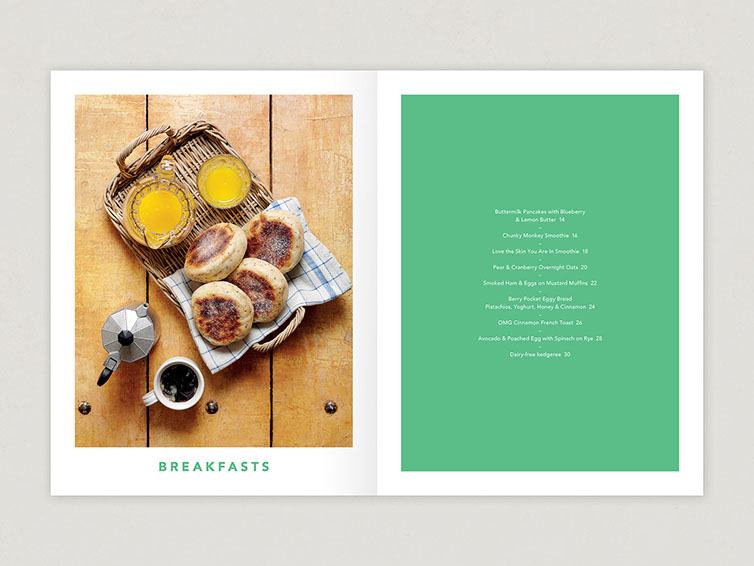 BREAKFASTS
Buttermilk Pancakes with Blueberry
& Lemon Butter 14
–
Chunky Monkey Smoothie 16
–
Love the Skin You Are In Smoothie 18
–
Pear & Cranberry Overnight Oats 20
–
Smoked Ham & Eggs on Mustard Muffins 22
–
Berry Pocket Eggy Bread
Pistachios, Yoghurt, Honey & Cinnamon 24
–
OMG Cinnamon French Toast 26
–
Avocado & Poached Egg with Spinach on Rye 28
–
Dairy-free kedgeree 30